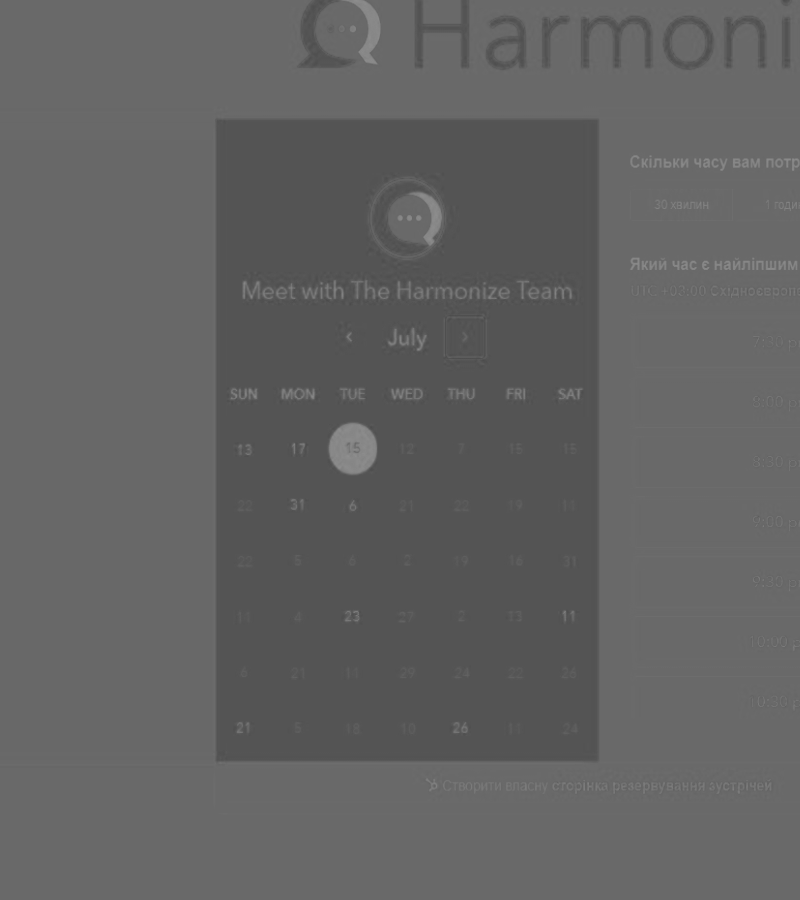 Harmoni
Meet with The Harmonize Team
July
SUN MON TUE WED THU FRI SAT
13 17 15 12 7 15 15
22 31 6 21 22 19 11
22 5 6 2 19 16 31
11 4 23 27 2 13 11
6 21 11 29 24 22 26
21 5 13 10 26 11 24
Скільки часу вам потр
30 хвилин 1 годи
Який час є найліпшим
UTC +03:00 Східноєвроп
7:30 p
8:00 p
8:30 p
9:00 p
9:30 p
10:00 p
10:30 p
Створити власну сторінка резервування зустрічей